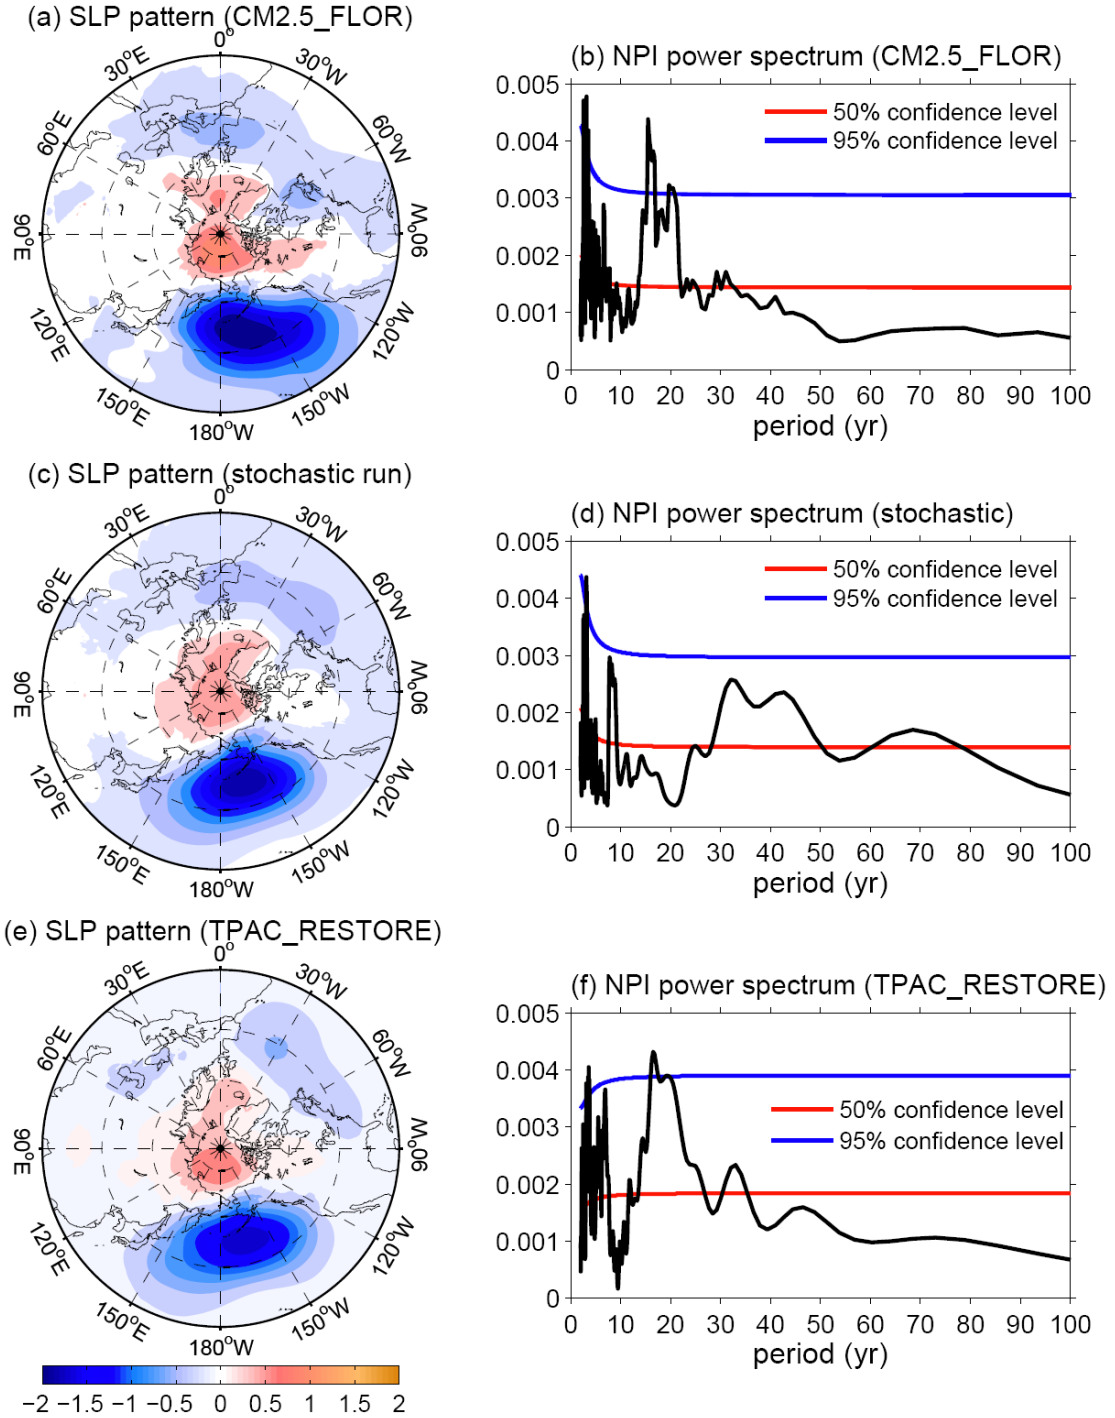 (a) SLP pattern (CM2.5_FLOR)
0°
30°E
30°W
60°E
60°W
90°E
90°W
120°E
120°W
150°E
150°W
180°W
(b) NPI power spectrum (CM2.5_FLOR)
0.005
0.004
0.003
0.002
0.001
0
50% confidence level
95% confidence level
0 10 20 30 40 50 60 70 80 90 100
period (yr)
(c) SLP pattern (stochastic run)
0°
30°E
30°W
60°E
60°W
90°E
90°W
120°E
120°W
150°E
150°W
180°W
(d) NPI power spectrum (stochastic)
0.005
0.004
0.003
0.002
0.001
0
50% confidence level
95% confidence level
0 10 20 30 40 50 60 70 80 90 100
period (yr)
(e) SLP pattern (TPAC_RESTORE)
0°
30°E
30°W
60°E
60°W
90°E
90°W
120°E
120°W
150°E
150°W
180°W
−2 −1.5 −1 −0.5 0 0.5 1 1.5 2
(f) NPI power spectrum (TPAC_RESTORE)
0.005
0.004
0.003
0.002
0.001
0
50% confidence level
95% confidence level
0 10 20 30 40 50 60 70 80 90 100
period (yr)